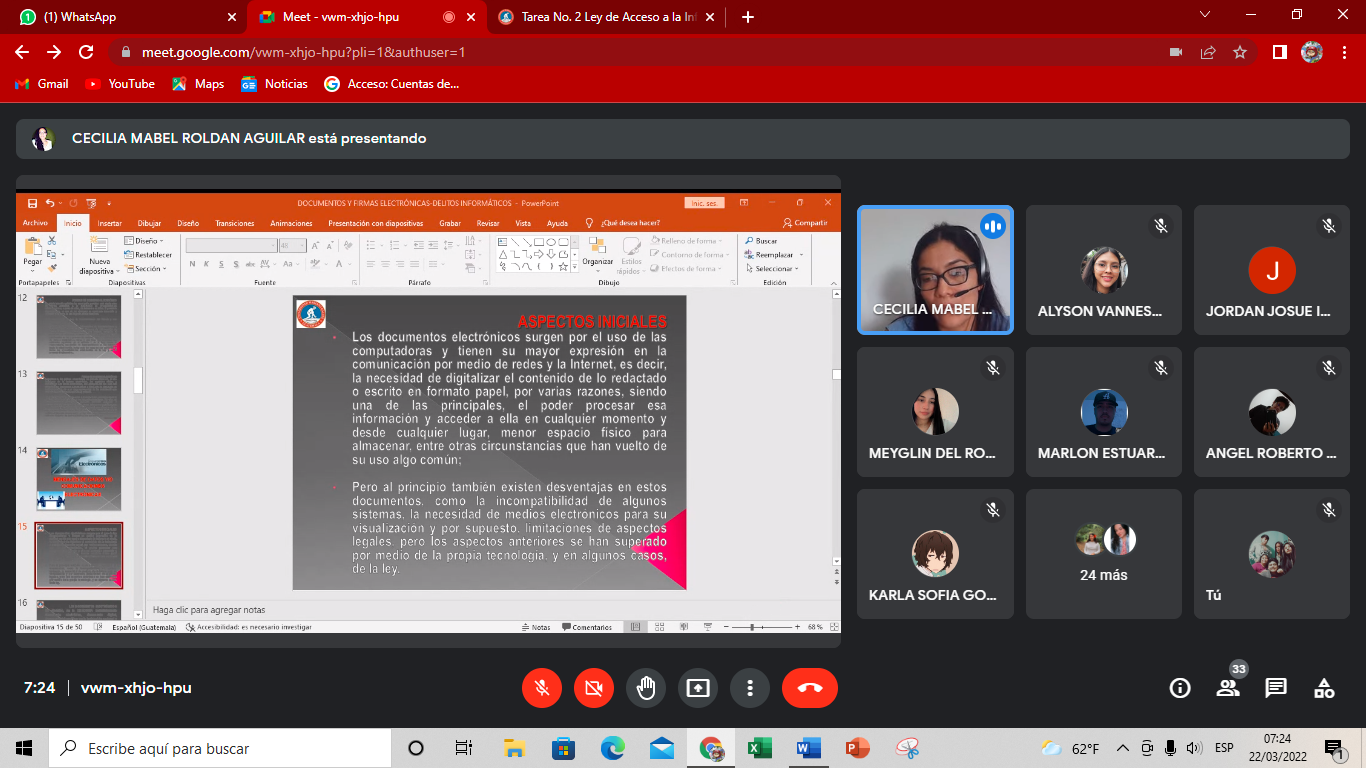 (1) WhatsApp
Meet - vwm-xhjo-hpu
Tarea No. 2 Ley de Acceso a la In
meet.google.com/vwm-xhjo-hpu?pli=1&authuser=1
Gmail
YouTube
Maps
Noticias
Acceso: Cuentas de...
CECILIA MABEL ROLDAN AGUILAR está presentando
DOCUMENTOS Y FIRMAS ELECTRÓNICAS-DELITOS INFORMÁTICOS - PowerPoint
Inic. ses.
Archivo Inicio Insertar Dibujar Diseño Transiciones Animaciones Presentación con diapositivas Grabar Revisar Vista Ayuda ¿Qué desea hacer? Compartir
Pegar
Nueva diapositiva
Diseño
Restablecer
Sección
N K S
Organizar
Estilos rápidos
Relleno de forma
Contorno de forma
Efectos de forma
Buscar
Reemplazar
Seleccionar
Portapapeles Diapositivas Fuente Párrafo Dibujo Edición
12
13
14
15
16
ASPECTOS INICIALES
• Los documentos electrónicos surgen por el uso de las
computadoras y tienen su mayor expresión en la
comunicación por medio de redes y la Internet, es decir,
la necesidad de digitalizar el contenido de lo redactado
o escrito en formato papel, por varias razones, siendo
una de las principales, el poder procesar esa
información y acceder a ella en cualquier momento y
desde cualquier lugar, menor espacio físico para
almacenar, entre otras circunstancias que han vuelto de
su uso algo común;
• Pero al principio también existen desventajas en estos
documentos, como la incompatibilidad de algunos
sistemas, la necesidad de medios electrónicos para su
visualización y por supuesto, limitaciones de aspectos
legales, pero los aspectos anteriores se han superado
por medio de la propia tecnología, y en algunos casos,
de la ley.
Haga clic para agregar notas
Diapositiva 15 de 50 Español (Guatemala) Accesibilidad: es necesario investigar Notas Comentarios 68 %
CECILIA MABEL ...
ALYSON VANNES...
J
JORDAN JOSUE I...
MEYGLIN DEL RO...
MARLON ESTUAR...
ANGEL ROBERTO ...
KARLA SOFIA GO...
24 más
Tú
7:24 | vwm-xhjo-hpu
33
Escribe aquí para buscar
62°F
ESP
07:24
22/03/2022
1